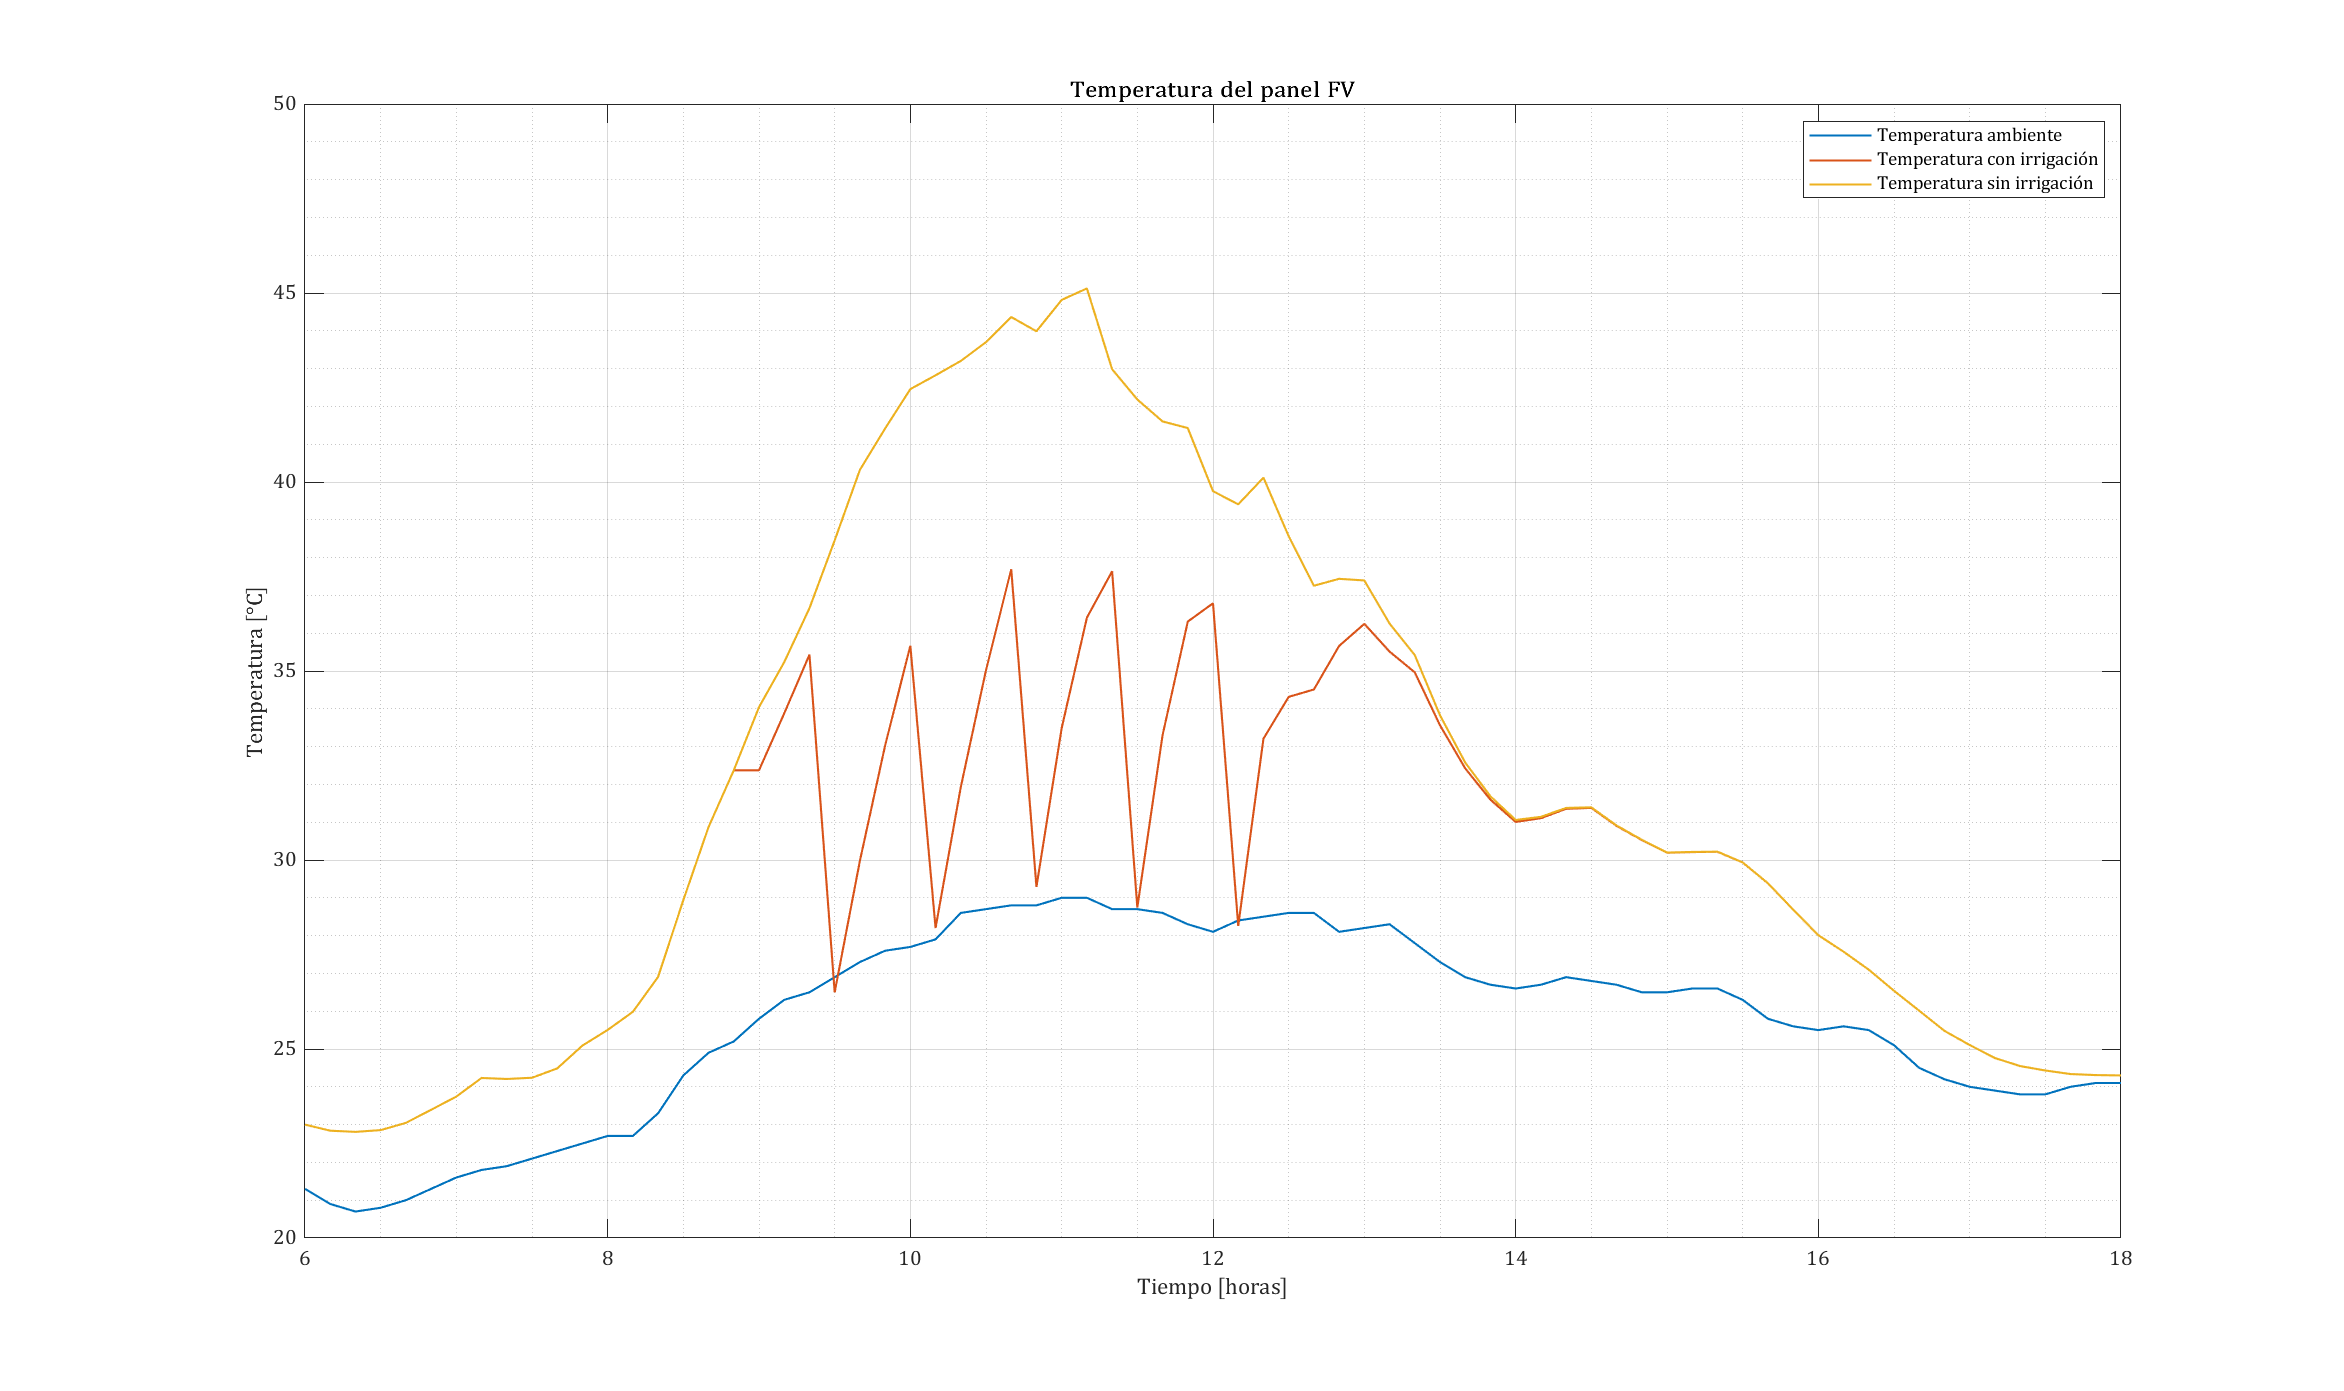 Temperatura del panel FV
50
45
40
35
30
25
20
Temperatura [°C]
Temperatura ambiente
Temperatura con irrigación
Temperatura sin irrigación
6 8 10 12 14 16 18
Tiempo [horas]